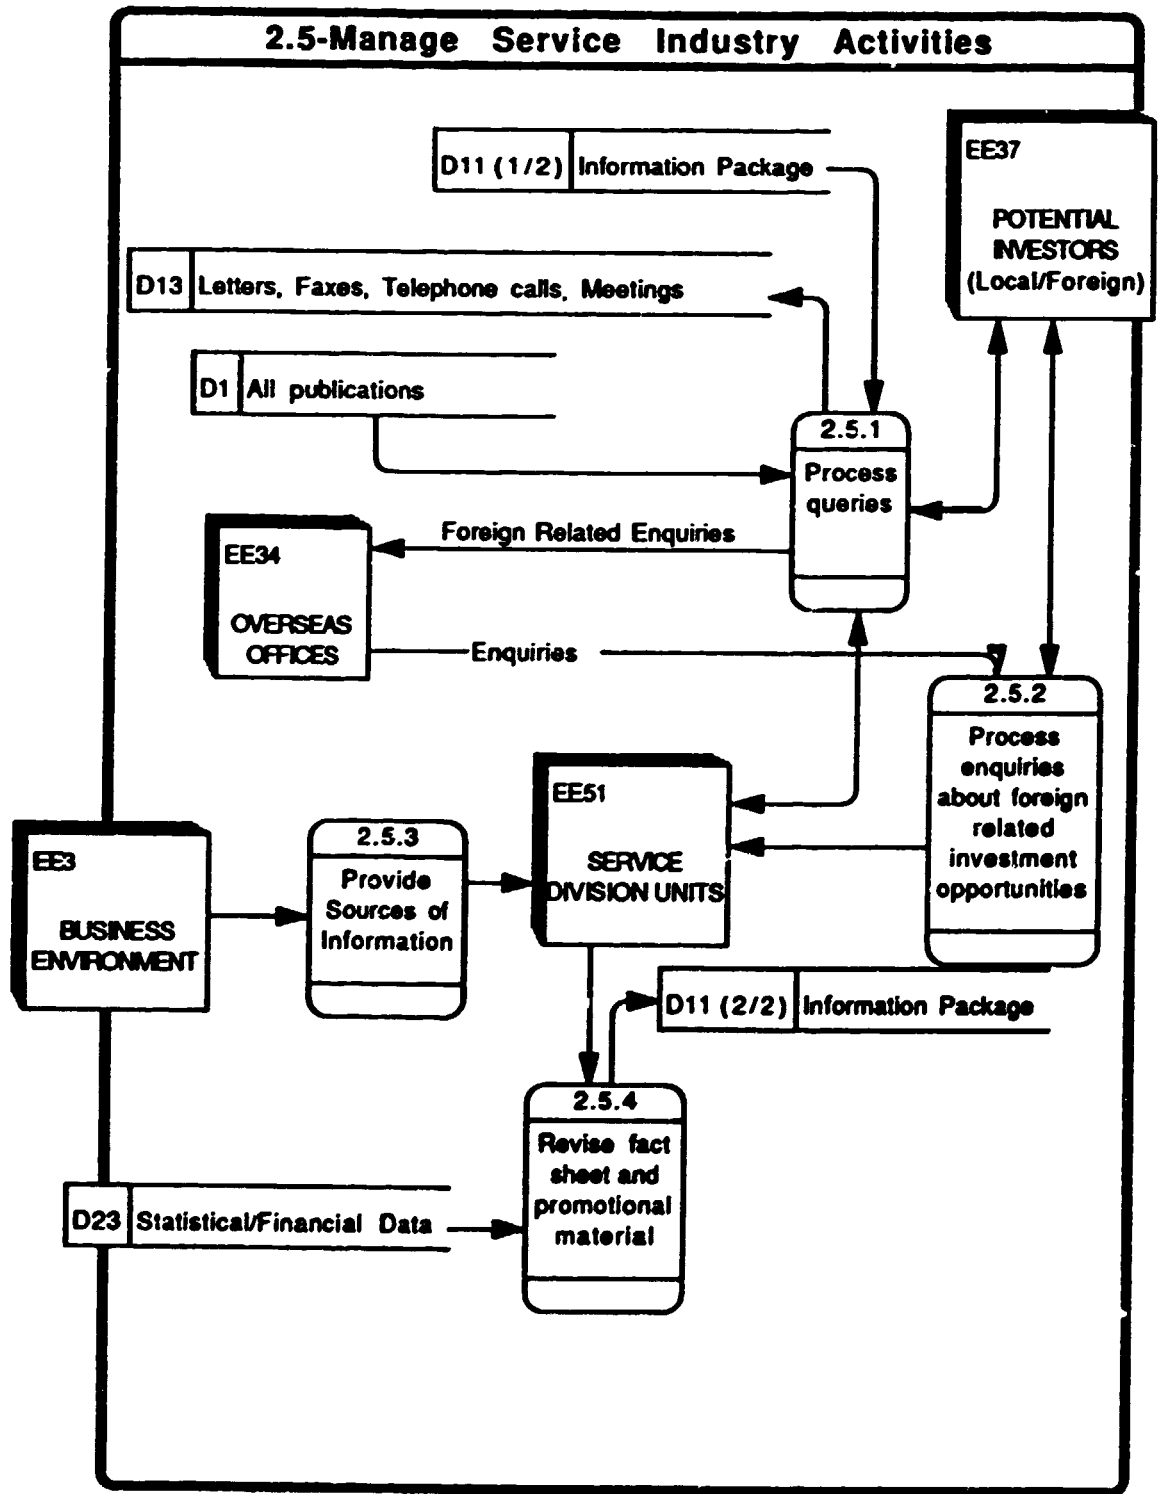 2.5-Manage Service Industry Activities
EE37
POTENTIAL
INVESTORS
(Local/Foreign)
D11 (1/2) Information Package
D13 Letters, Faxes, Telephone calls, Meetings
D1 All publications
2.5.1
Process
queries
Foreign Related Enquiries
EE34
OVERSEAS
OFFICES
Enquiries
2.5.2
Process
enquiries
about foreign
related
investment
opportunities
EE51
SERVICE
DIVISION UNITS
2.5.3
Provide
Sources of
Information
EE3
BUSINESS
ENVIRONMENT
D11 (2/2) Information Package
2.5.4
Revise fact
sheet and
promotional
material
D23 Statistical/Financial Data